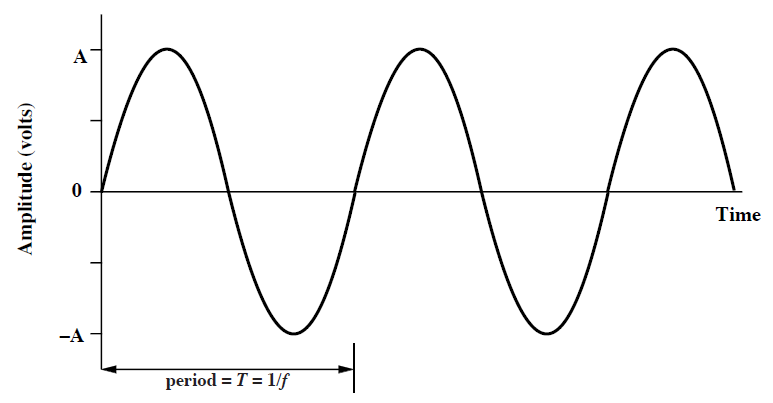 A
Amplitude (volts)
0
Time
–A
period = T = 1/f